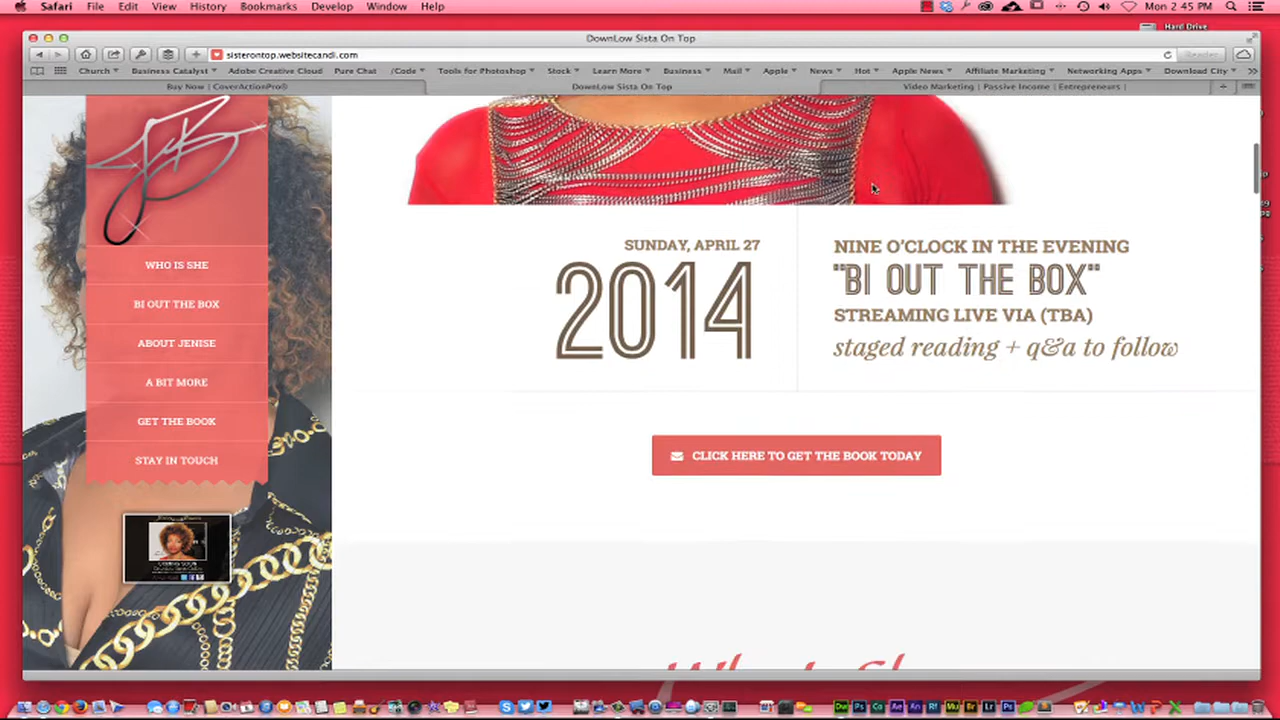 Safari File Edit View History Bookmarks Develop Window Help
Mon 2:45 PM
Hard Drive
DownLow Sista On Top
sisterontop.websitecandi.com
Reader
Church Business Catalyst Adobe Creative Cloud Pure Chat /Code Tools for Photoshop Stock Learn More Business Mail Apple News Hot Apple News Affiliate Marketing Networking Apps Download City
Buy Now | CoverActionPro®
DownLow Sista On Top
Video Marketing | Passive Income | Entrepreneurs |
WHO IS SHE
BI OUT THE BOX
ABOUT JENISE
A BIT MORE
GET THE BOOK
STAY IN TOUCH
SUNDAY, APRIL 27
2014
NINE O'CLOCK IN THE EVENING
"BI OUT THE BOX"
STREAMING LIVE VIA (TBA)
staged reading + q&a to follow
CLICK HERE TO GET THE BOOK TODAY